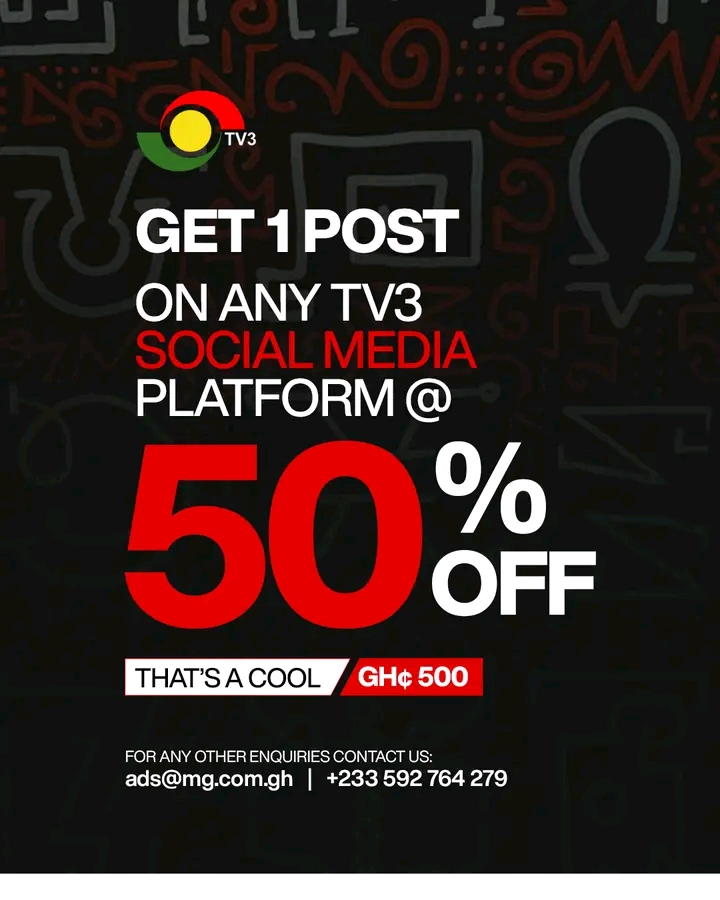 TV3
GET 1 POST
ON ANY TV3
SOCIAL MEDIA
PLATFORM @
50%
OFF
THAT'S A COOL GH¢ 500
FOR ANY OTHER ENQUIRIES CONTACT US:
ads@mg.com.gh | +233 592 764 279